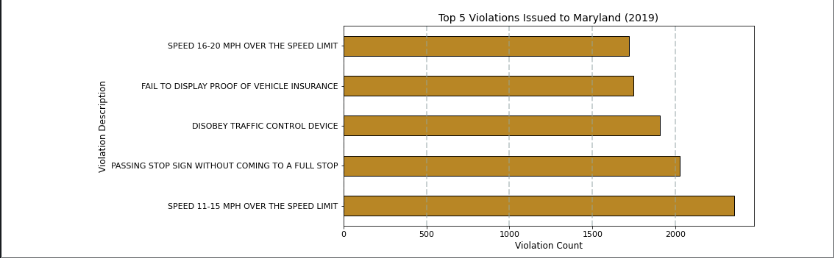 Top 5 Violations Issued to Maryland (2019)
SPEED 16-20 MPH OVER THE SPEED LIMIT
FAIL TO DISPLAY PROOF OF VEHICLE INSURANCE
DISOBEY TRAFFIC CONTROL DEVICE
PASSING STOP SIGN WITHOUT COMING TO A FULL STOP
SPEED 11-15 MPH OVER THE SPEED LIMIT
Violation Description
0 500 1000 1500 2000
Violation Count